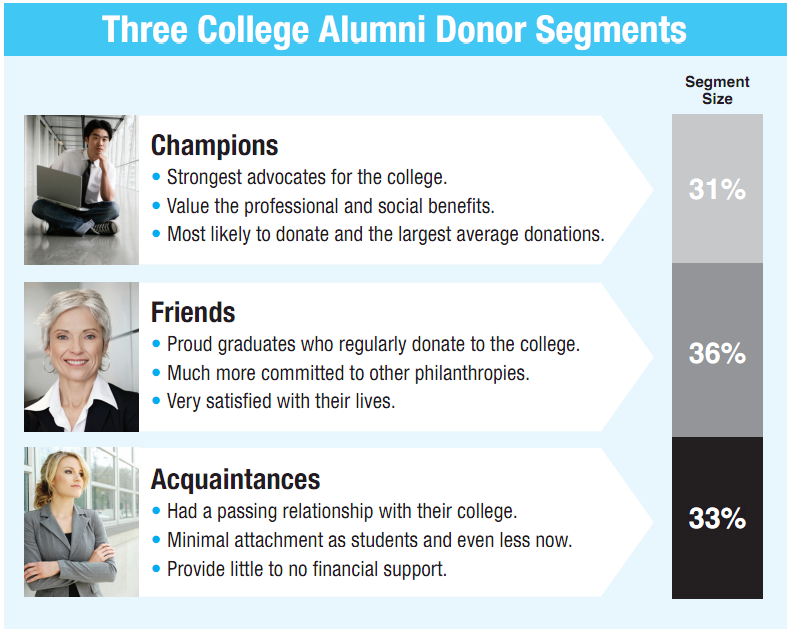 Three College Alumni Donor Segments
Segment
Size
Champions
• Strongest advocates for the college.
• Value the professional and social benefits.
• Most likely to donate and the largest average donations.
31%
Friends
• Proud graduates who regularly donate to the college.
• Much more committed to other philanthropies.
• Very satisfied with their lives.
36%
Acquaintances
• Had a passing relationship with their college.
• Minimal attachment as students and even less now.
• Provide little to no financial support.
33%